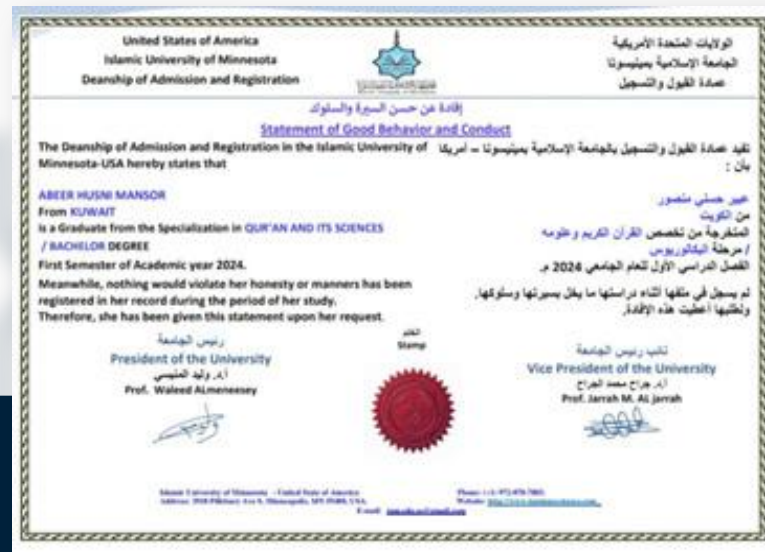 United States of America
Islamic University of Minnesota
Deanship of Admission and Registration
الولايات المتحدة الأمريكية
الجامعة الإسلامية بمينيسوتا
عمادة القبول والتسجيل
إفادة عن حسن السيرة والسلوك
Statement of Good Behavior and Conduct
The Deanship of Admission and Registration in the Islamic University of
Minnesota-USA hereby states that
ABEER HUSNI MANSOR
From KUWAIT
is a Graduate from the Specialization in QUR'AN AND ITS SCIENCES
/ BACHELOR DEGREE
First Semester of Academic year 2024.
Meanwhile, nothing would violate her honesty or manners has been
registered in her record during the period of her study.
Therefore, she has been given this statement upon her request.
تفيد عمادة القبول والتسجيل بالجامعة الإسلامية بمينيسوتا – أمريكا
بأن :
عبير حسني منصور
من الكويت
المتخرجة من تخصص القرآن الكريم وعلومه
/ مرحلة البكالوريوس
الفصل الدراسي الأول للعام الجامعي 2024 م.
لم يسجل في ملفها أثناء دراستها ما يخل بسيرتها وسلوكها.
ولطلبها أعطيت هذه الإفادة.
رئيس الجامعة
President of the University
أ.د. وليد المنيسي
Prof. Waleed ALmeneesey
الختم
Stamp
نائب رئيس الجامعة
Vice President of the University
أ.د. جراح محمد الجراح
Prof. Jarrah M. AL jarrah
Islamic University of Minnesota - United State of America